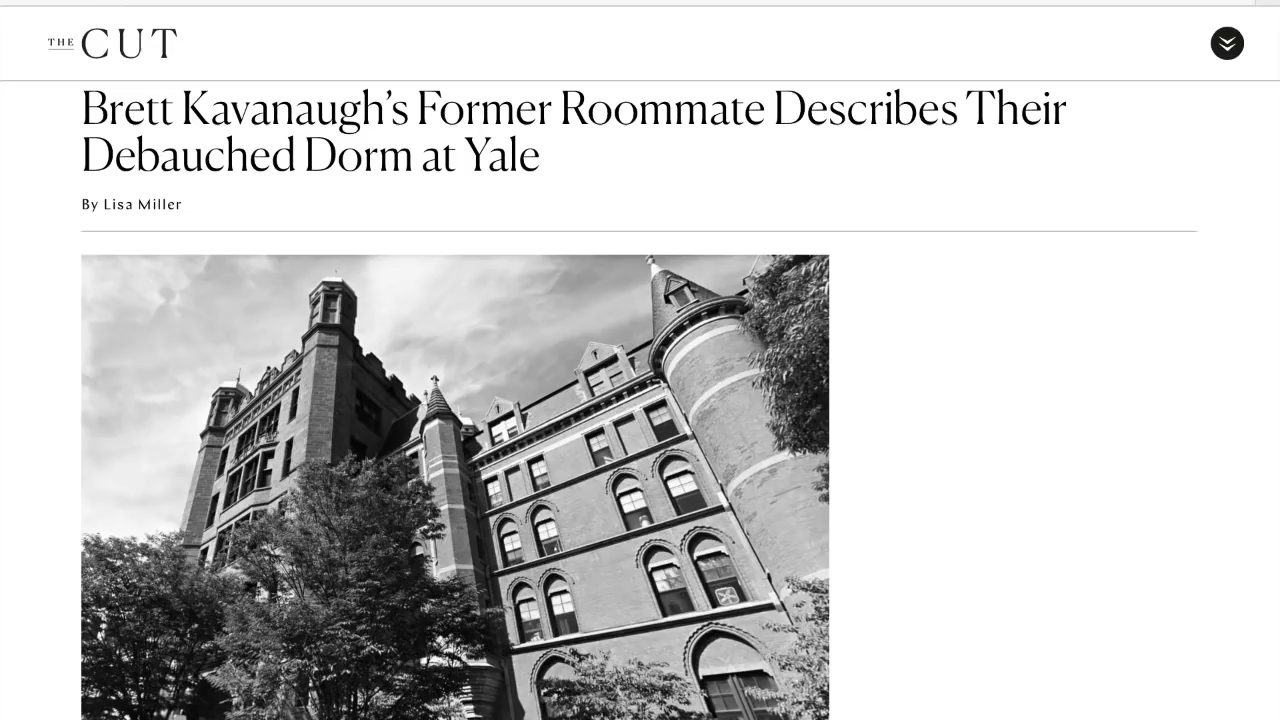 THE CUT
Brett Kavanaugh’s Former Roommate Describes Their
Debauched Dorm at Yale
By Lisa Miller